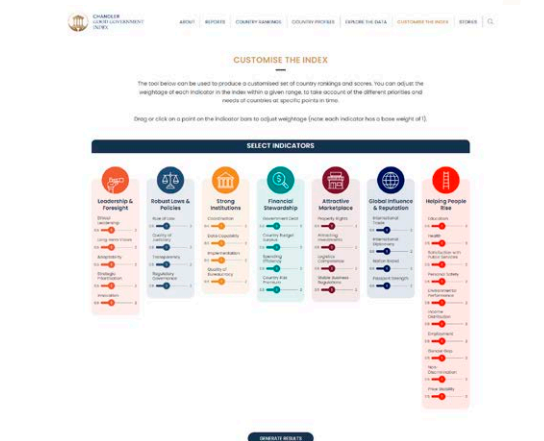 CHANDLER
GOOD GOVERNMENT
INDEX
ABOUT
REPORTS
COUNTRY RANKINGS
COUNTRY PROFILES
EXPLORE THE DATA
CUSTOMISE THE INDEX
STORIES
CUSTOMISE THE INDEX
The tool below can be used to produce a customised set of country rankings and scores. You can adjust the
weightage of each indicator in the Index within a given range, to take account of the different priorities and
needs of countries at specific points in time.
Drag or click on a point on the indicator bars to adjust weightage (note each indicator has a base weight of 1).
SELECT INDICATORS
Leadership &
Foresight
Ethical
Leadership
Long-Term Vision
Adaptability
Strategic
Prioritisation
Innovation
Robust Laws &
Policies
Rule of Law
Quality of
Judiciary
Transparency
Regulatory
Governance
Strong
Institutions
Coordination
Data Capability
Implementation
Quality of
Bureaucracy
Financial
Stewardship
Government Debt
Country Budget
Surplus
Spending
Efficiency
Country Risk
Premium
Attractive
Marketplace
Property Rights
Attracting
Investments
Logistics
Competence
Stable Business
Regulations
Global Influence
& Reputation
International
Trade
International
Diplomacy
Nation Brand
Passport Strength
Helping People
Rise
Education
Health
Satisfaction with
Public Services
Personal Safety
Environmental
Performance
Income
Distribution
Employment
Gender Gap
Non-
Discrimination
Social Mobility
GENERATE RESULTS